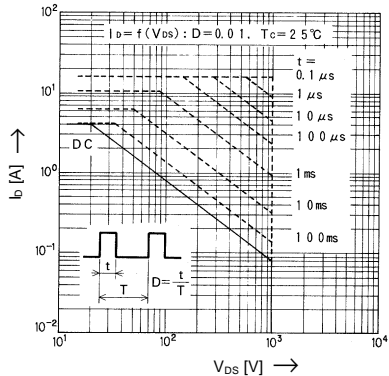 I D = f (V DS) : D = 0.01, Tc = 25℃
t =
0.1 μs
1 μs
10 μs
100 μs
1 ms
10 ms
100 ms
DC
t
T
D = t/T
10²
10¹
10⁰
10⁻¹
10⁻²
10¹
10²
10³
10⁴
I D [A] →
V DS [V] →